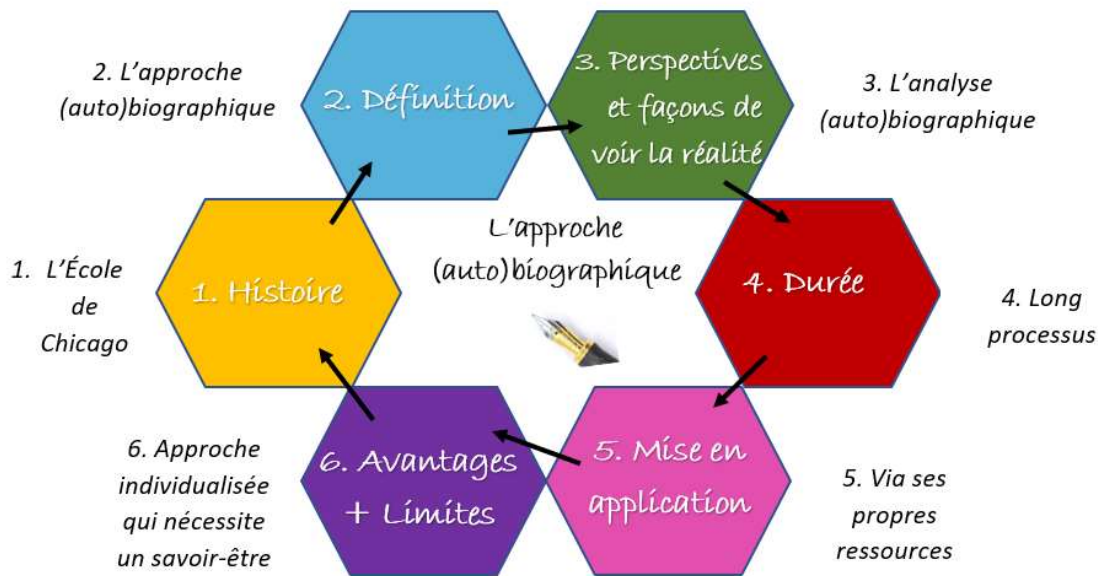 2. L'approche
(auto)biographique
2. Définition
3. Perspectives
et façons de
voir la réalité
3. L'analyse
(auto)biographique
1. L'École
de
Chicago
1. Histoire
L'approche
(auto)biographique
4. Durée
4. Long
processus
6. Approche
individualisée
qui nécessite
un savoir-être
6. Avantages
+ Limites
5. Mise en
application
5. Via ses
propres
ressources